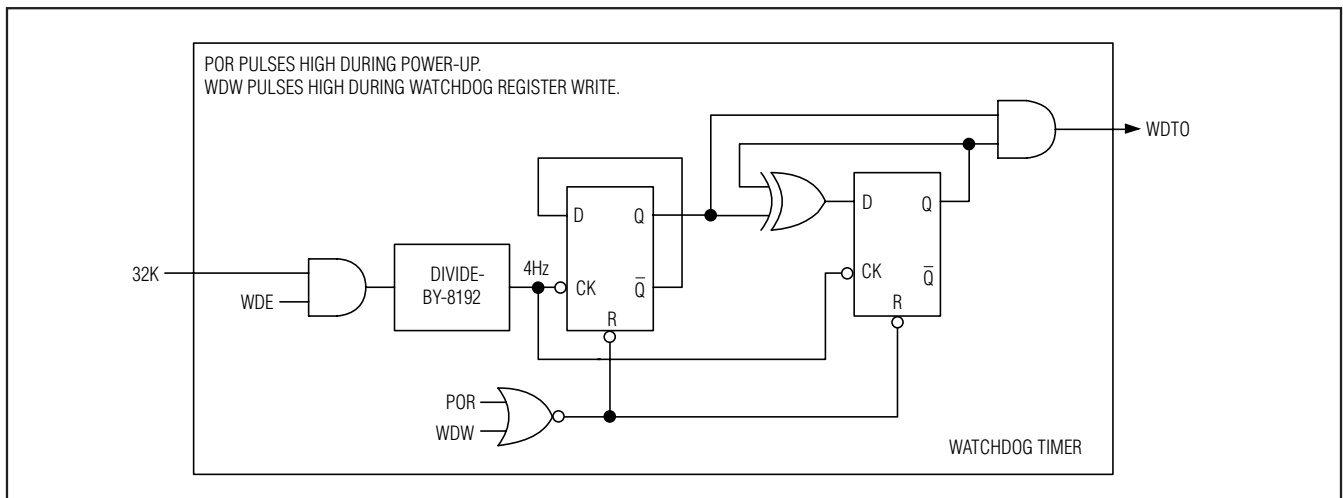 POR PULSES HIGH DURING POWER-UP.
WDW PULSES HIGH DURING WATCHDOG REGISTER WRITE.
WDTO
D
Q
D
Q
32K
WDE
DIVIDE-
BY-8192
4Hz
CK
Q̅
R
CK
Q̅
R
POR
WDW
WATCHDOG TIMER